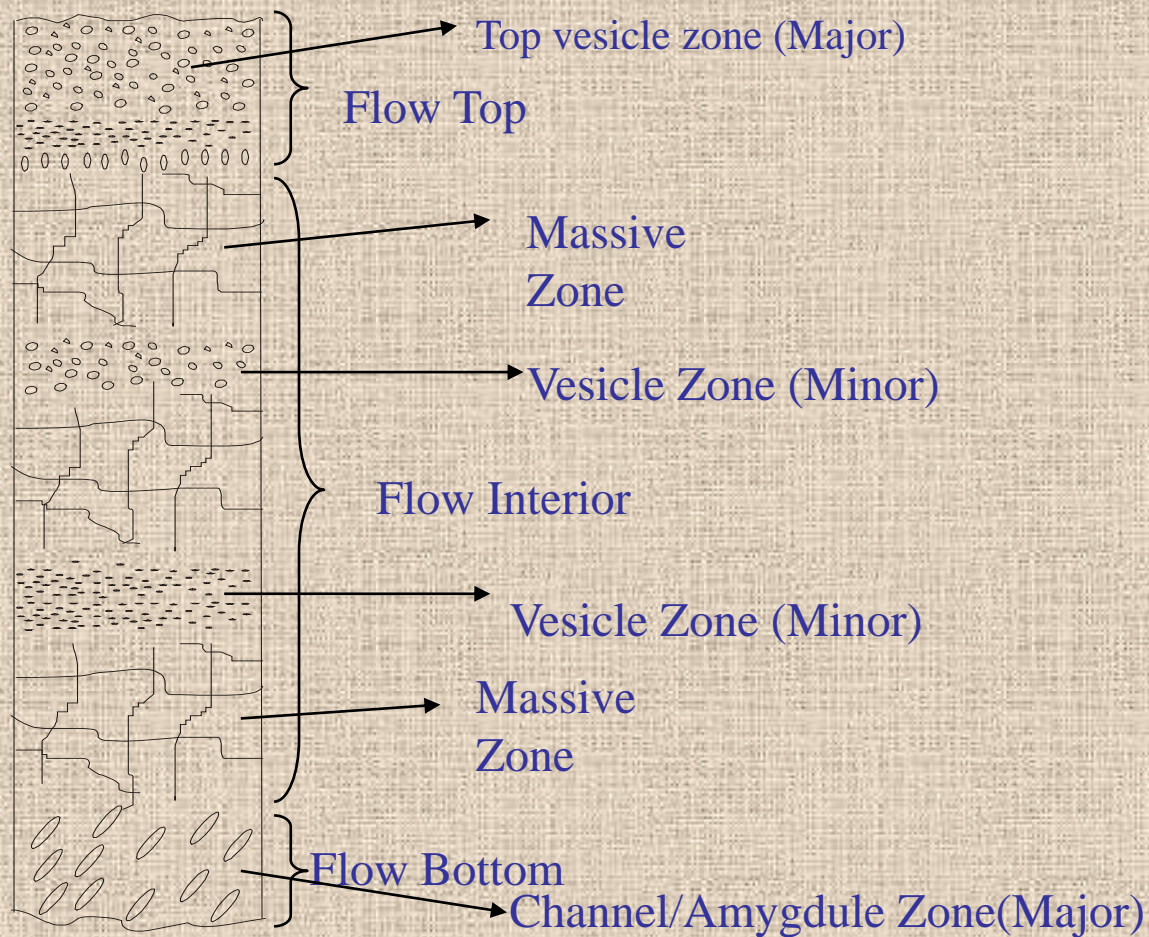 Top vesicle zone (Major)
Flow Top
Massive
Zone
Vesicle Zone (Minor)
Flow Interior
Vesicle Zone (Minor)
Massive
Zone
Flow Bottom
Channel/Amygdule Zone(Major)